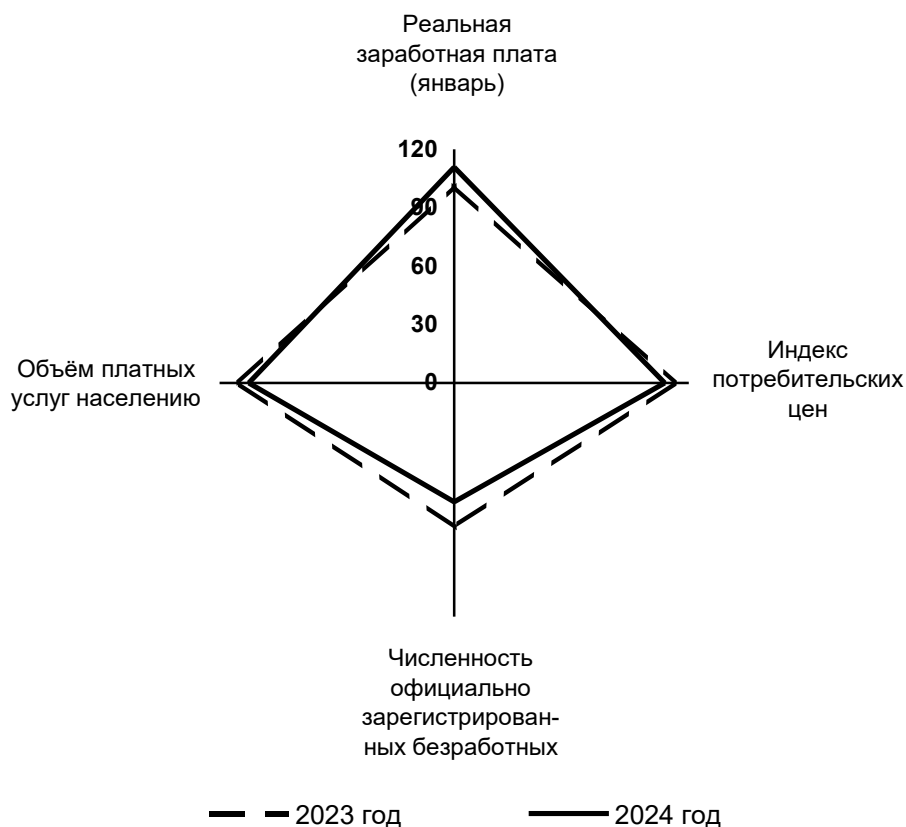 Реальная
заработная плата
(январь)
120
90
60
30
0
Объём платных
услуг населению
Индекс
потребительских
цен
Численность
официально
зарегистрирован-
ных безработных
2023 год
2024 год